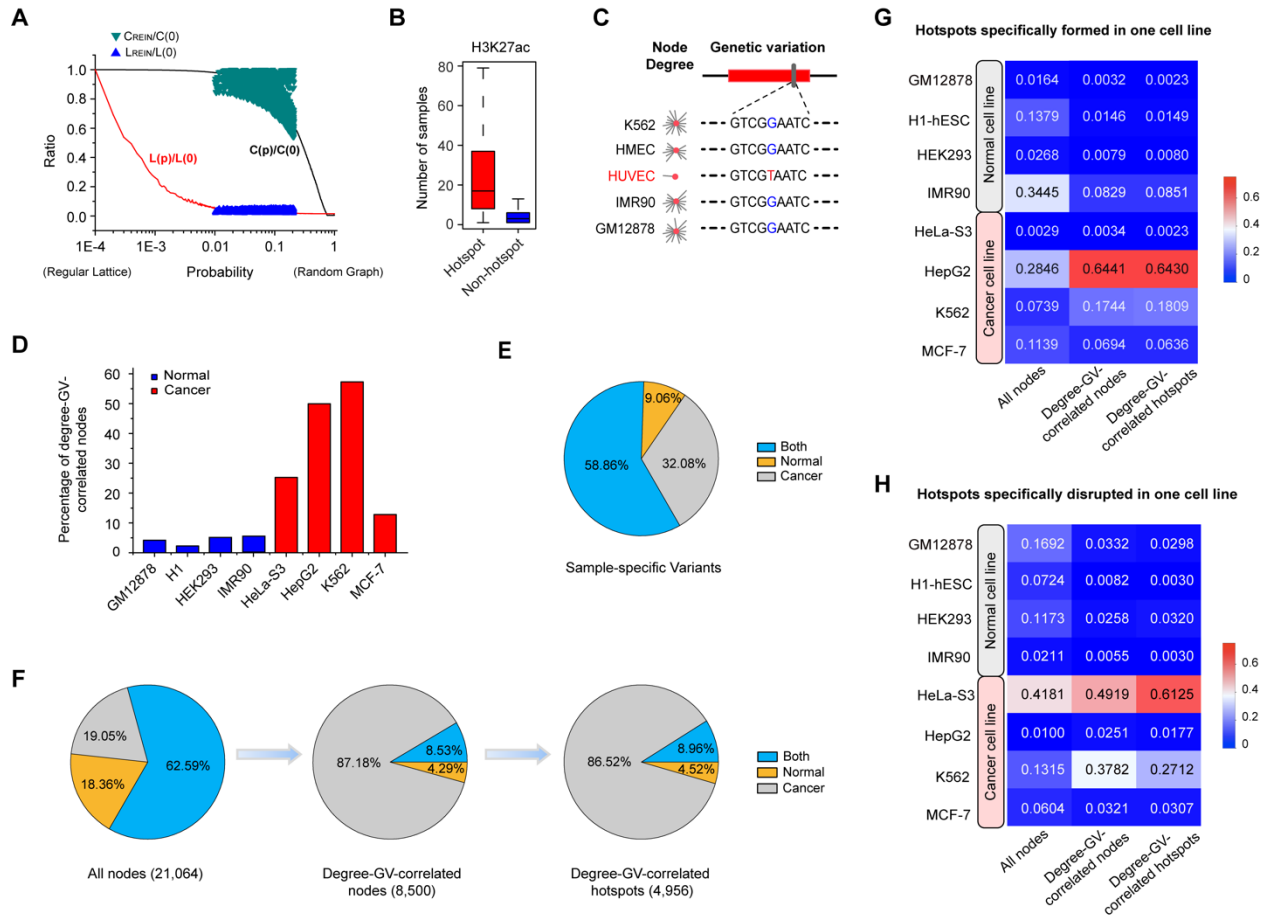 A
CREIN/C(0)
LREIN/L(0)
Ratio
1.0
0.8
0.6
0.4
0.2
0.0
L(p)/L(0)
C(p)/C(0)
1E-4
1E-3
0.01
0.1
1
(Regular Lattice)
Probability
(Random Graph)
B
H3K27ac
Number of samples
80
60
40
20
0
Hotspot
Non-hotspot
C
Node Degree
Genetic variation
K562 GTCGGAATC
HMEC GTCGGAATC
HUVEC GTCGTAATC
IMR90 GTCGGAATC
GM12878 GTCGGAATC
D
Normal
Cancer
Percentage of degree-GV-
correlated nodes
60
50
40
30
20
10
0
GM12878
H1
HEK293
IMR90
HeLa-S3
HepG2
K562
MCF-7
E
9.06%
58.86%
32.08%
Both
Normal
Cancer
Sample-specific Variants
F
19.05%
18.36%
62.59%
All nodes (21,064)
87.18%
8.53%
4.29%
Degree-GV-correlated
nodes (8,500)
86.52%
8.96%
4.52%
Degree-GV-correlated
hotspots (4,956)
Both
Normal
Cancer
G
Hotspots specifically formed in one cell line
Normal cell line
Cancer cell line
GM12878 0.0164 0.0032 0.0023
H1-hESC 0.1379 0.0146 0.0149
HEK293 0.0268 0.0079 0.0080
IMR90 0.3445 0.0829 0.0851
HeLa-S3 0.0029 0.0034 0.0023
HepG2 0.2846 0.6441 0.6430
K562 0.0739 0.1744 0.1809
MCF-7 0.1139 0.0694 0.0636
0.6
0.4
0.2
0
All nodes
Degree-GV-
correlated nodes
Degree-GV-
correlated hotspots
H
Hotspots specifically disrupted in one cell line
Normal cell line
Cancer cell line
GM12878 0.1692 0.0332 0.0298
H1-hESC 0.0724 0.0082 0.0030
HEK293 0.1173 0.0258 0.0320
IMR90 0.0211 0.0055 0.0030
HeLa-S3 0.4181 0.4919 0.6125
HepG2 0.0100 0.0251 0.0177
K562 0.1315 0.3782 0.2712
MCF-7 0.0604 0.0321 0.0307
0.6
0.4
0.2
0
All nodes
Degree-GV-
correlated nodes
Degree-GV-
correlated hotspots